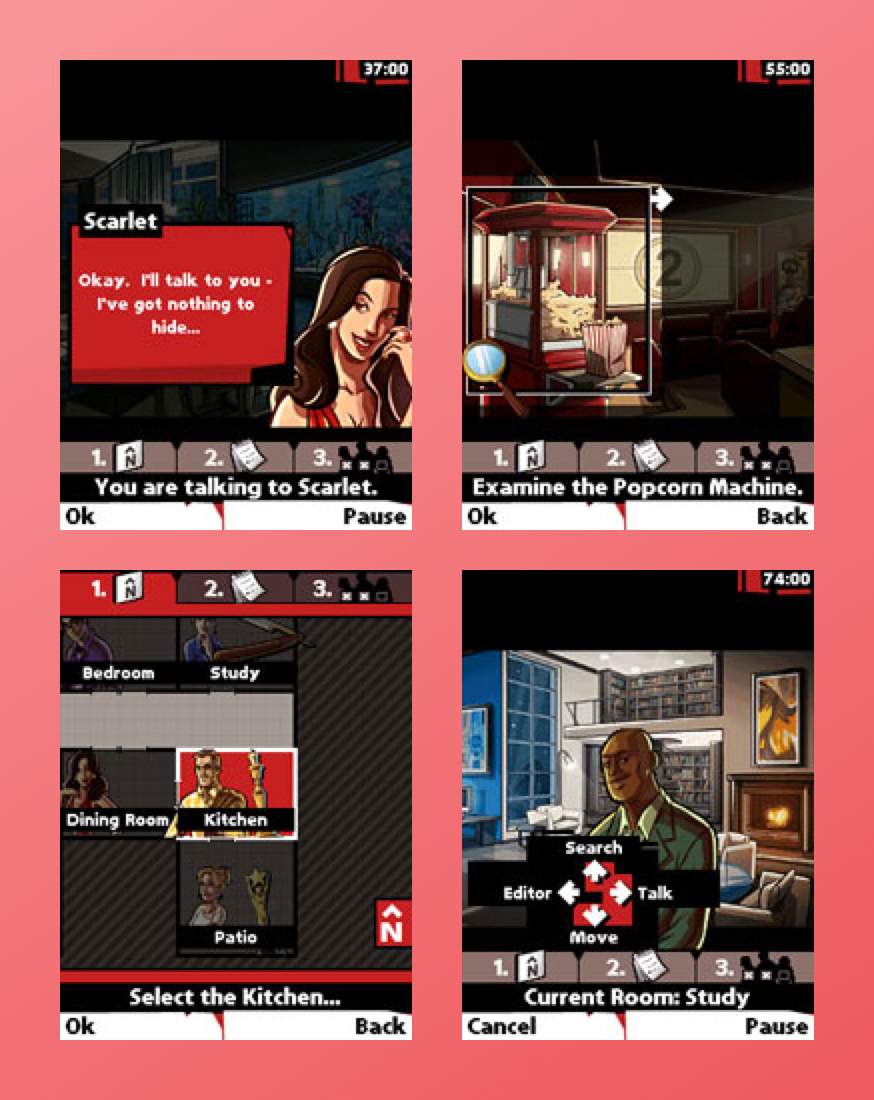 37:00
Scarlet
Okay. I'll talk to you -
I've got nothing to
hide...
1. N 2. 3.
You are talking to Scarlet.
Ok Pause
55:00
2
1. N 2. 3.
Examine the Popcorn Machine.
Ok Back
1. N 2. 3.
Bedroom Study
Dining Room Kitchen
Patio
N
Select the Kitchen...
Ok Back
74:00
Search
Editor Talk
Move
1. N 2. 3.
Current Room: Study
Cancel Pause